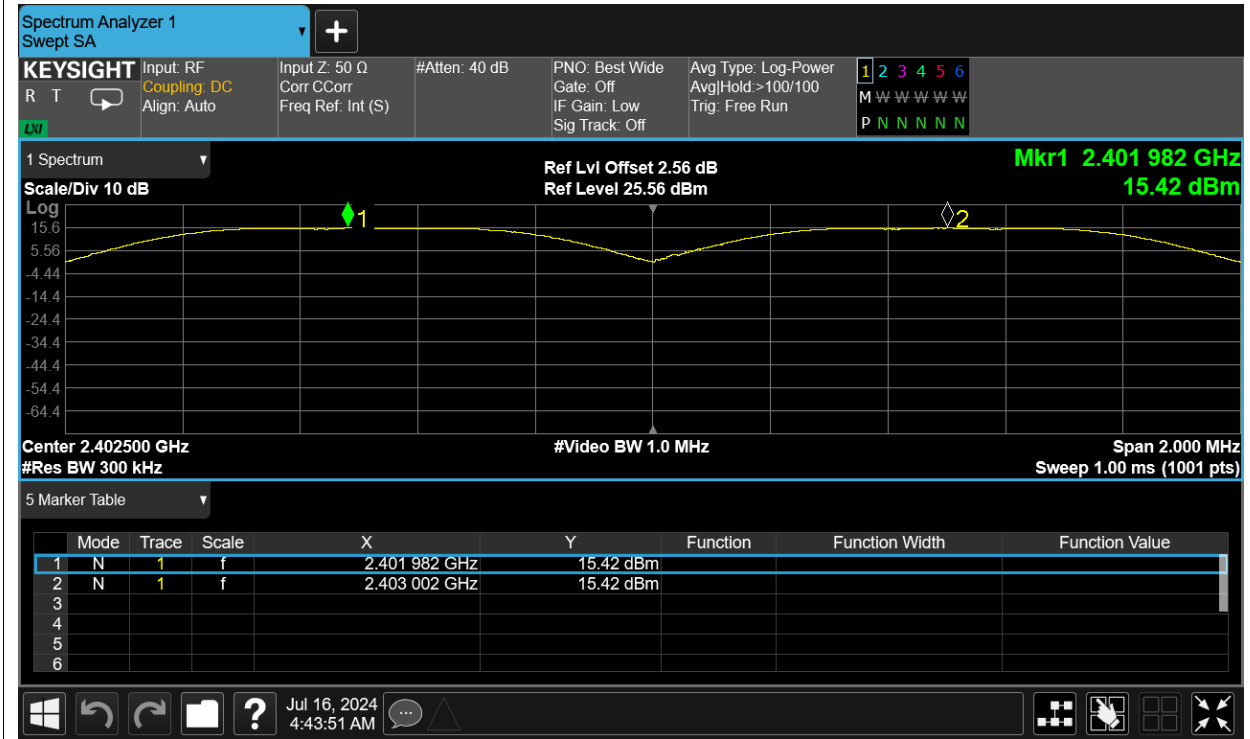 Spectrum Analyzer 1
Swept SA
KEYSIGHT
R T
LXI
Input: RF
Coupling: DC
Align: Auto
Input Z: 50 Ω
Corr CCorr
Freq Ref: Int (S)
#Atten: 40 dB
PNO: Best Wide
Gate: Off
IF Gain: Low
Sig Track: Off
Avg Type: Log-Power
Avg|Hold:>100/100
Trig: Free Run
1 2 3 4 5 6
M W W W W W
P N N N N N
1 Spectrum
Scale/Div 10 dB
Ref Lvl Offset 2.56 dB
Ref Level 25.56 dBm
Mkr1 2.401 982 GHz
15.42 dBm
Log
15.6
5.56
-4.44
-14.4
-24.4
-34.4
-44.4
-54.4
-64.4
1
2
Center 2.402500 GHz
#Res BW 300 kHz
#Video BW 1.0 MHz
Span 2.000 MHz
Sweep 1.00 ms (1001 pts)
5 Marker Table
Mode Trace Scale X Y Function Function Width Function Value
1 N 1 f 2.401 982 GHz 15.42 dBm
2 N 1 f 2.403 002 GHz 15.42 dBm
3
4
5
6
?
Jul 16, 2024
4:43:51 AM